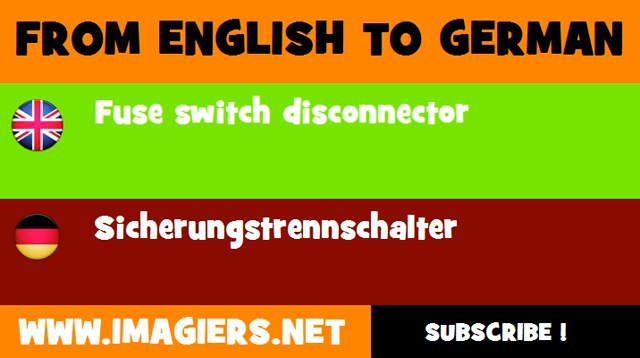 FROM ENGLISH TO GERMAN
Fuse switch disconnector
Sicherungstrennschalter
WWW.IMAGIERS.NET
SUBSCRIBE !